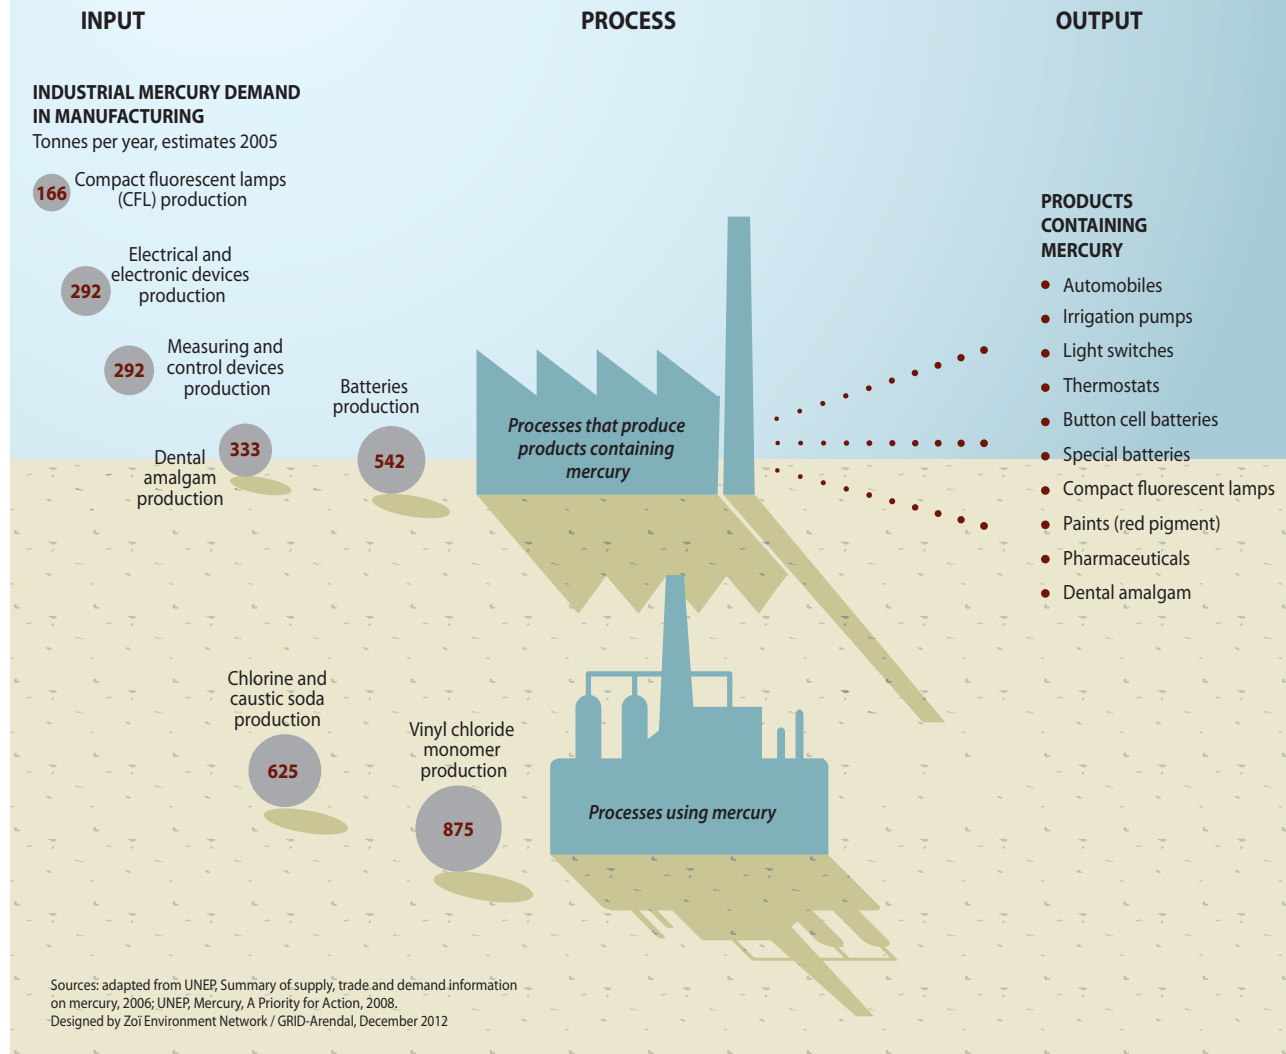 INPUT
PROCESS
OUTPUT
INDUSTRIAL MERCURY DEMAND
IN MANUFACTURING
Tonnes per year, estimates 2005
166
Compact fluorescent lamps
(CFL) production
292
Electrical and
electronic devices
production
292
Measuring and
control devices
production
333
Dental
amalgam
production
Batteries
production
542
Processes that produce
products containing
mercury
PRODUCTS
CONTAINING
MERCURY
• Automobiles
• Irrigation pumps
• Light switches
• Thermostats
• Button cell batteries
• Special batteries
• Compact fluorescent lamps
• Paints (red pigment)
• Pharmaceuticals
• Dental amalgam
Chlorine and
caustic soda
production
625
Vinyl chloride
monomer
production
875
Processes using mercury
Sources: adapted from UNEP, Summary of supply, trade and demand information
on mercury, 2006; UNEP, Mercury, A Priority for Action, 2008.
Designed by Zoï Environment Network / GRID-Arendal, December 2012